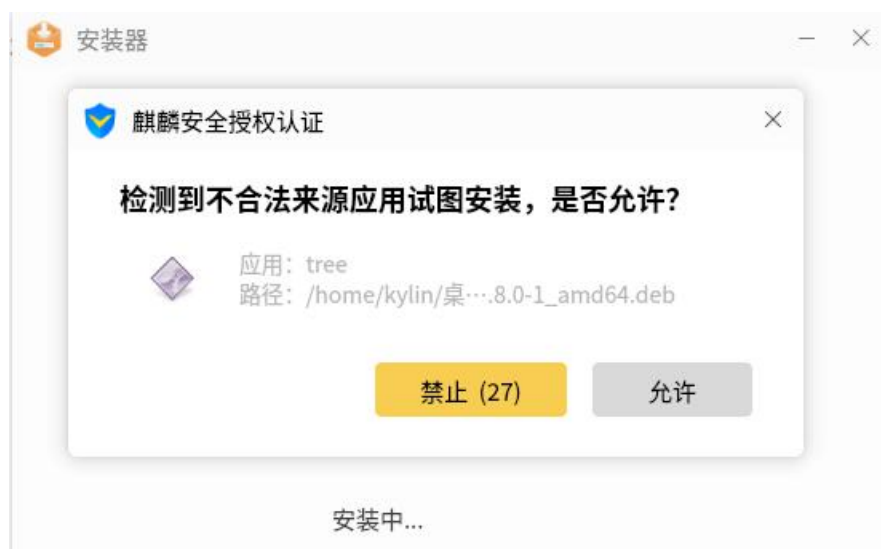 安装器
麒麟安全授权认证
检测到不合法来源应用试图安装，是否允许？
应用：tree
路径：/home/kylin/桌⋯.8.0-1_amd64.deb
禁止 (27)
允许
安装中...